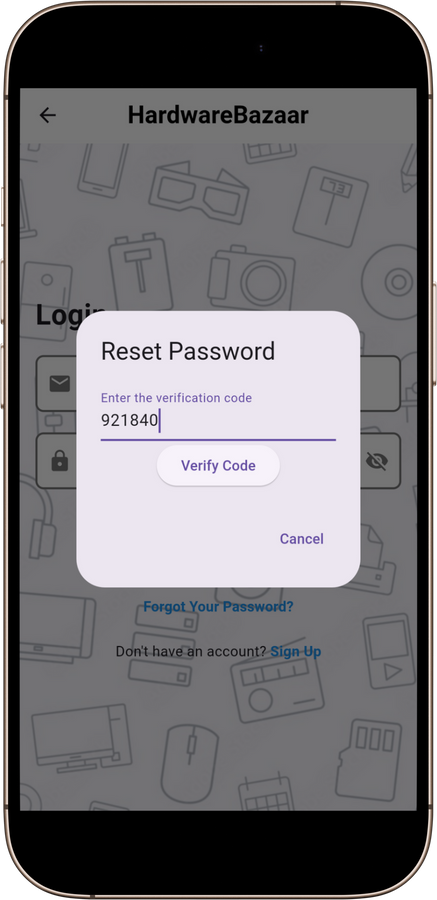 HardwareBazaar
Login
Reset Password
Enter the verification code
921840
Verify Code
Cancel
Forgot Your Password?
Don't have an account? Sign Up